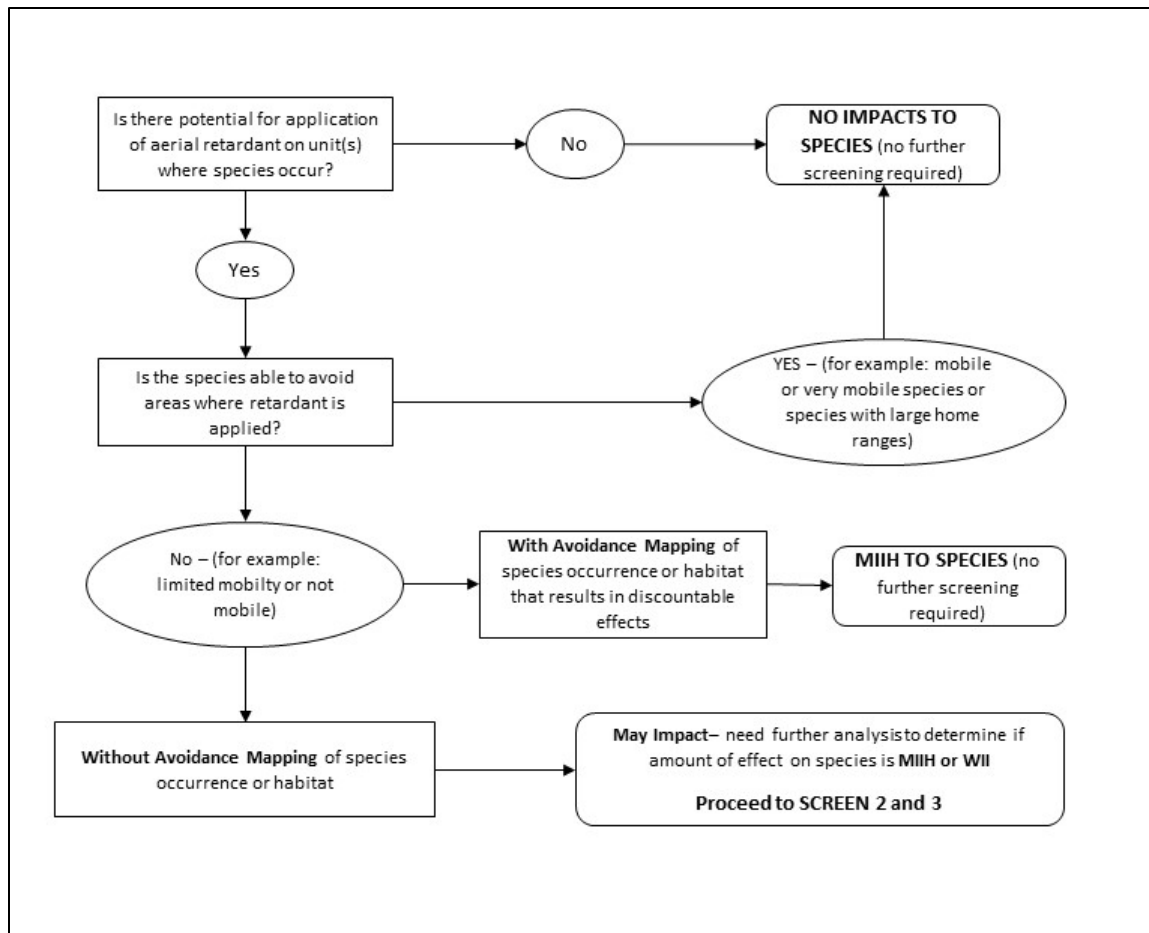 Is there potential for application
of aerial retardant on unit(s)
where species occur?
No
NO IMPACTS TO
SPECIES (no further
screening required)
Yes
Is the species able to avoid
areas where retardant is
applied?
YES – (for example: mobile
or very mobile species or
species with large home
ranges)
No – (for example:
limited mobilty or not
mobile)
With Avoidance Mapping of
species occurrence or habitat
that results in discountable
effects
MIIH TO SPECIES (no
further screening
required)
Without Avoidance Mapping of species
occurrence or habitat
May Impact– need further analysis to determine if
amount of effect on species is MIIH or WII
Proceed to SCREEN 2 and 3